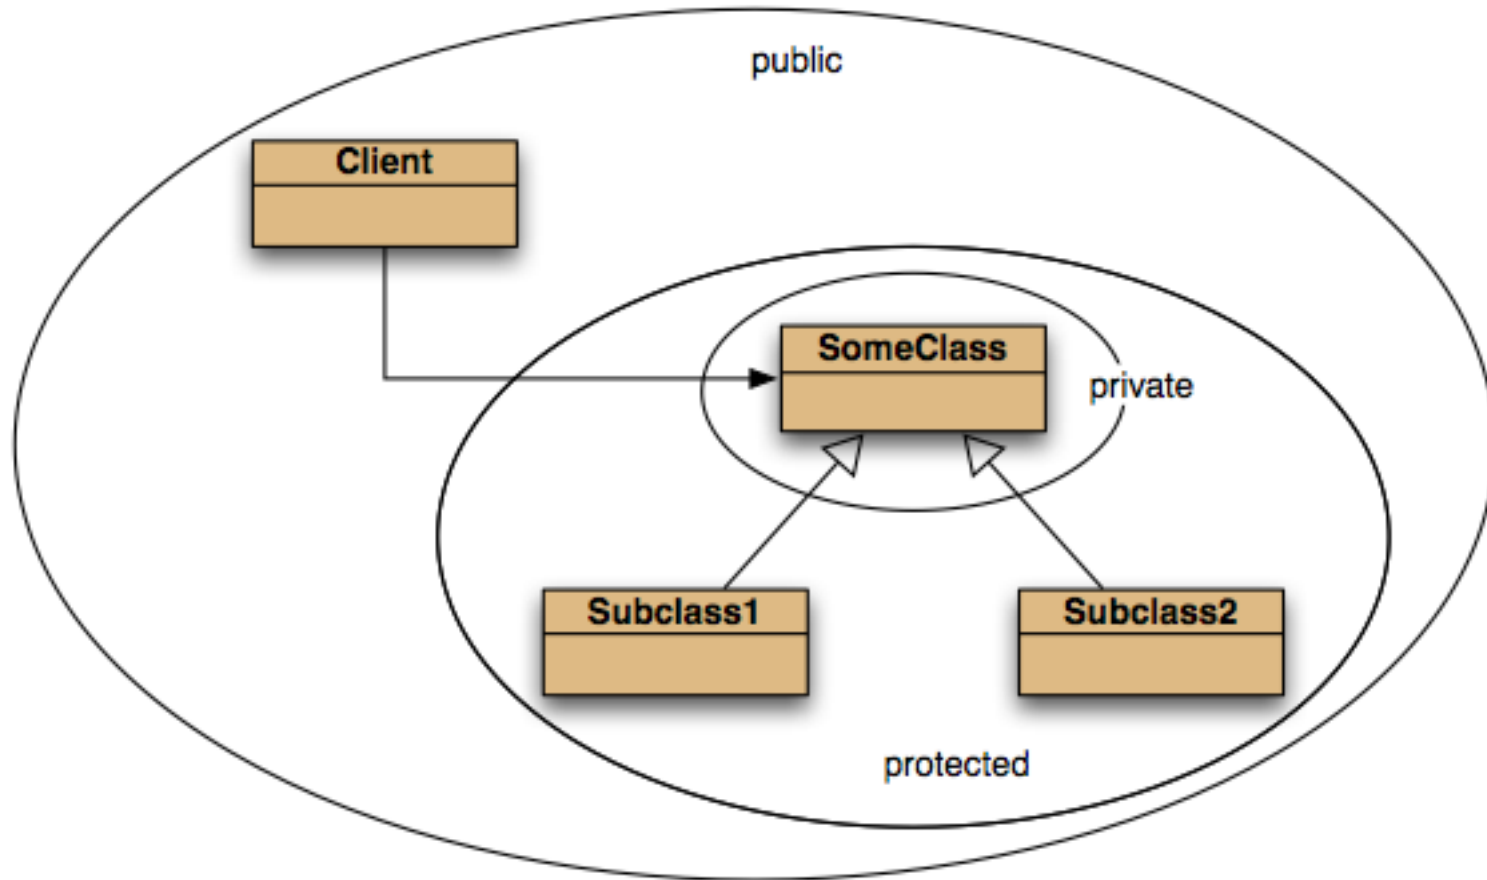 public
Client
SomeClass
private
Subclass1
Subclass2
protected